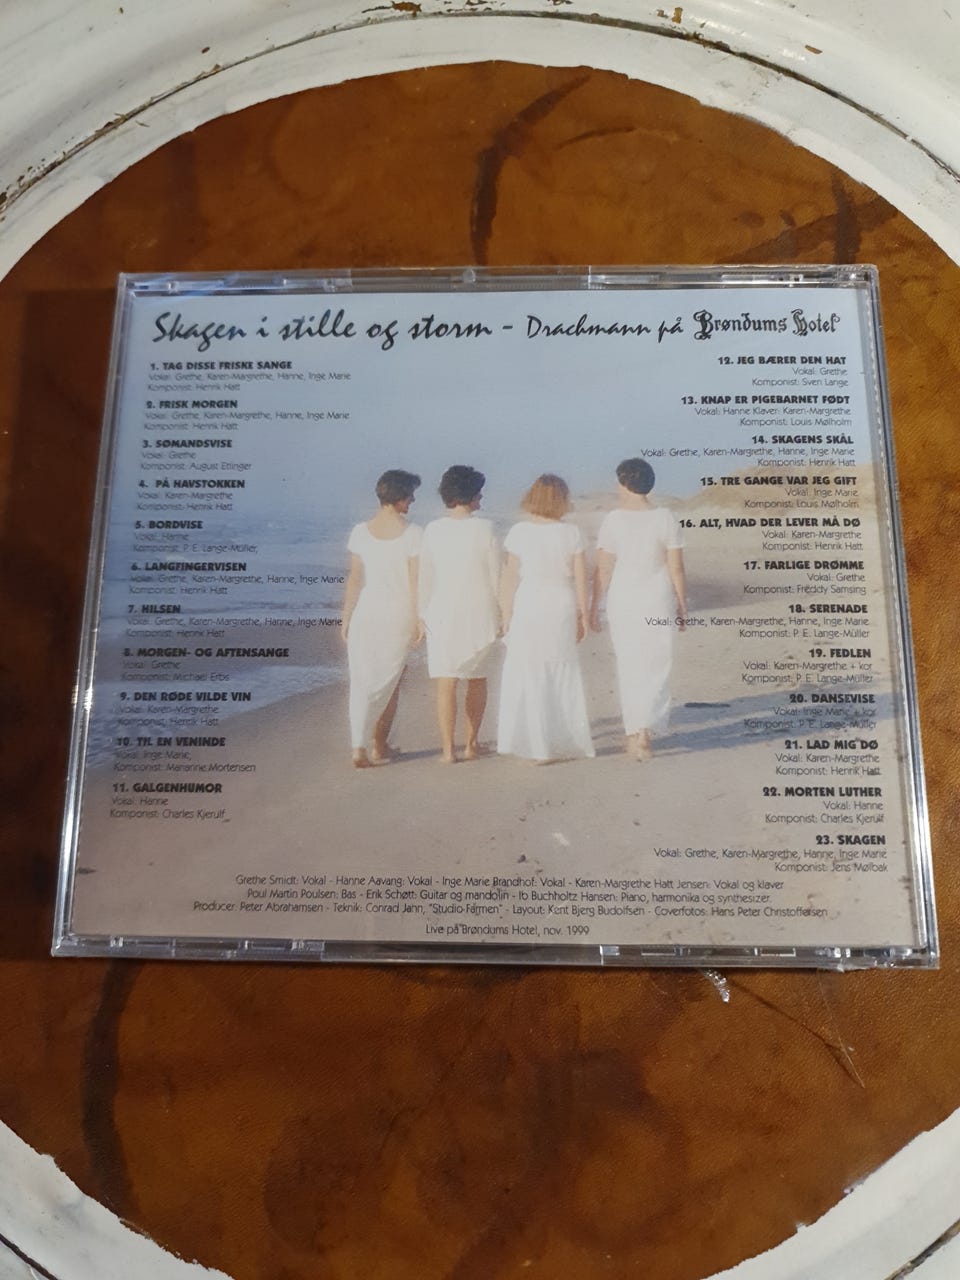 Skagen i stille og storm - Drachmann på Brøndums Hotel
1. TAG DISSE FRISKE SANGE
Vokal: Grethe, Karen-Margrethe, Hanne, Inge Marie
Komponist: Henrik Hatt
2. FRISK MORGEN
Vokal: Grethe, Karen-Margrethe, Hanne, Inge Marie
Komponist: Henrik Hatt
3. SØMANDSVISE
Vokal: Grethe
Komponist: August Ettinger
4. PÅ HAVSTOKKEN
Vokal: Karen-Margrethe
Komponist: Henrik Hatt
5. BORDVISE
Vokal: Hanne
Komponist: P. E. Lange-Müller,
6. LANGFINGERVISEN
Vokal: Grethe, Karen-Margrethe, Hanne, Inge Marie
Komponist: Henrik Hatt
7. HILSEN
Vokal: Grethe, Karen-Margrethe, Hanne, Inge Marie
Komponist: Henrik Hatt
8. MORGEN- OG AFTENSANGE
Vokal: Grethe
Komponist: Michael Erbs
9. DEN RØDE VILDE VIN
Vokal: Karen-Margrethe
Komponist: Henrik Hatt
10. TIL EN VENINDE
Vokal: Inge Marie,
Komponist: Marianne Mortensen
11. GALGENHUMOR
Vokal: Hanne
Komponist: Charles Kjerulf
12. JEG BÆRER DEN HAT
Vokal: Grethe
Komponist: Sven Lange
13. KNAP ER PIGEBARNET FØDT
Vokal: Hanne Klaver: Karen-Margrethe
Komponist: Louis Mølholm
14. SKAGENS SKÅL
Vokal: Grethe, Karen-Margrethe, Hanne, Inge Marie
Komponist: Henrik Hatt
15. TRE GANGE VAR JEG GIFT
Vokal: Inge Marie
Komponist: Louis Mølholm
16. ALT, HVAD DER LEVER MÅ DØ
Vokal: Karen-Margrethe
Komponist: Henrik Hatt
17. FARLIGE DRØMME
Vokal: Grethe
Komponist: Freddy Samsing
18. SERENADE
Vokal: Grethe, Karen-Margrethe, Hanne, Inge Marie
Komponist: P. E. Lange-Müller
19. FEDLEN
Vokal: Karen-Margrethe + kor
Komponist: P. E. Lange-Müller
20. DANSEVISE
Vokal: Inge Marie + kor
Komponist: P. E. Lange-Müller
21. LAD MIG DØ
Vokal: Karen-Margrethe
Komponist: Henrik Hatt
22. MORTEN LUTHER
Vokal: Hanne
Komponist: Charles Kjerulf
23. SKAGEN
Vokal: Grethe, Karen-Margrethe, Hanne, Inge Marie
Komponist: Jens Mølbak
Grethe Smidt: Vokal - Hanne Aavang: Vokal - Inge Marie Brandhof: Vokal - Karen-Margrethe Hatt Jensen: Vokal og klaver
Poul Martin Poulsen: Bas - Erik Schøtt: Guitar og mandolin - Ib Buchholtz Hansen: Piano, harmonika og synthesizer.
Producer: Peter Abrahamsen - Teknik: Conrad Jahn, "Studio Farmen" - Layout: Kent Bjerg Budolfsen - Coverfotos: Hans Peter Christoffersen
Live på Brøndums Hotel, nov. 1999